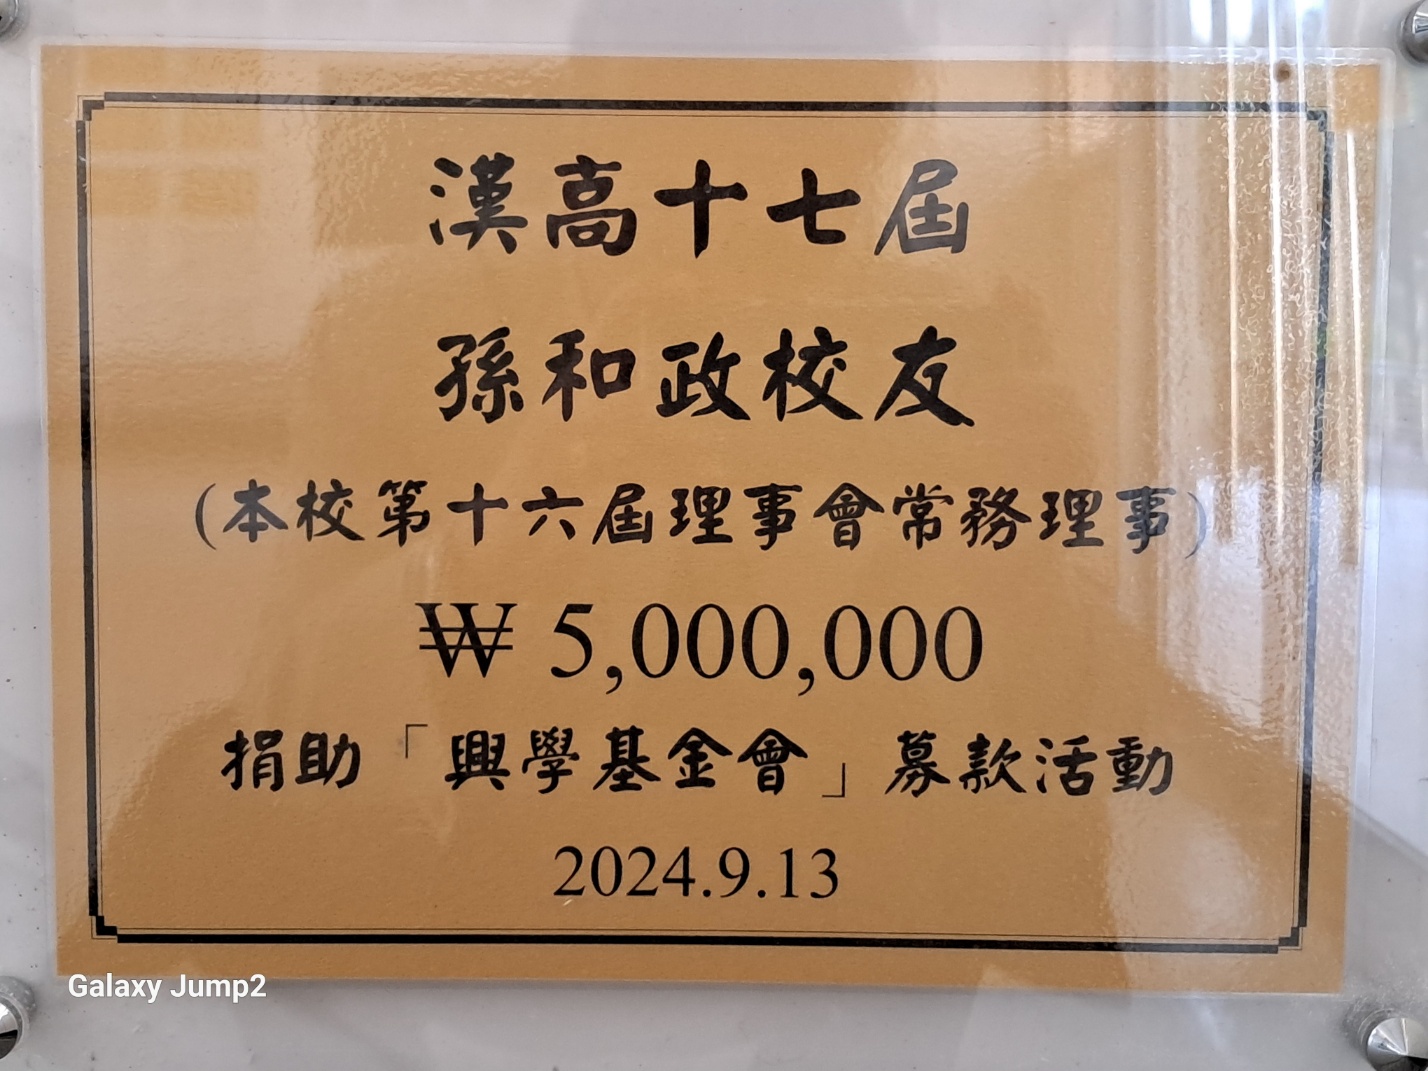 漢高十七屆
孫和政校友
(本校第十六屆理事會常務理事)
₩ 5,000,000
捐助「興學基金會」募款活動
2024.9.13
Galaxy Jump2